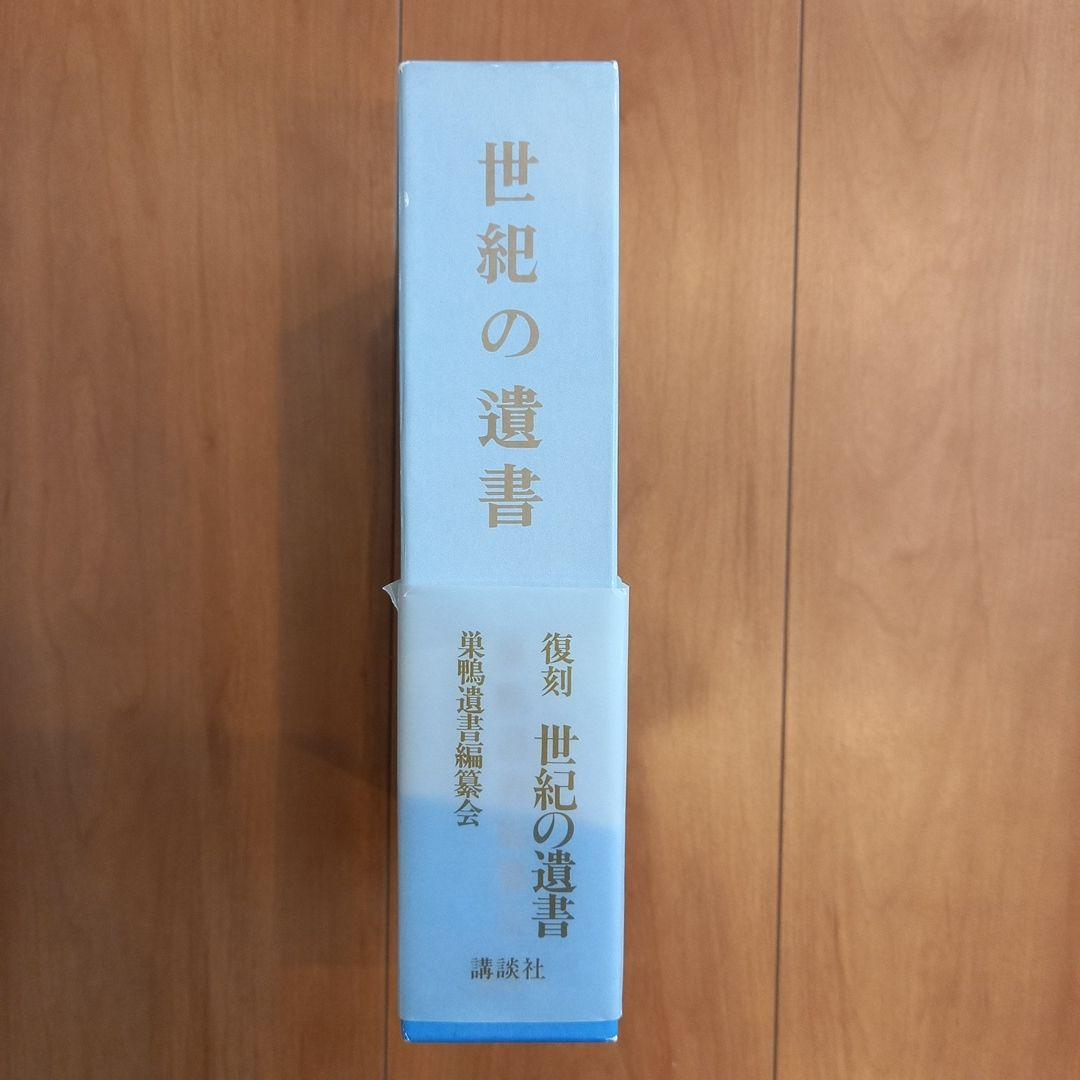 世紀の遺書
復刻 世紀の遺書
巣鴨遺書編纂会
講談社